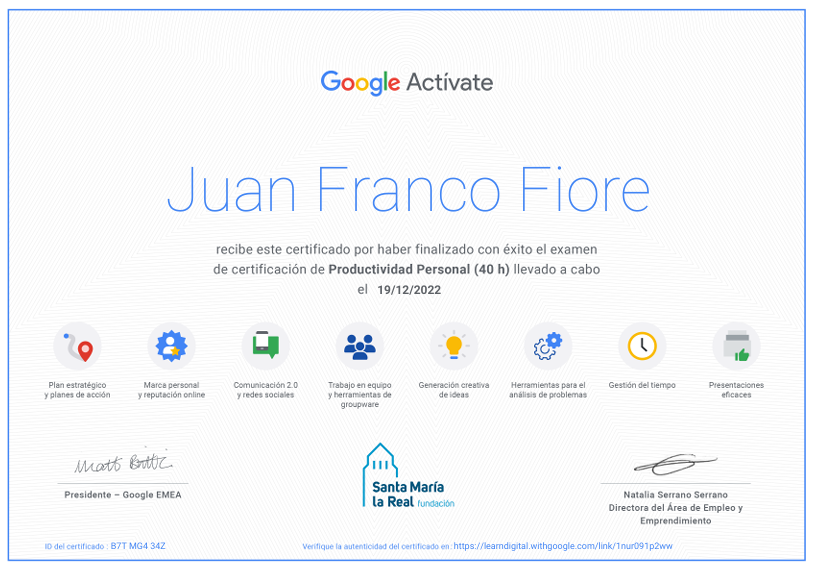 Google Actívate
Juan Franco Fiore
recibe este certificado por haber finalizado con éxito el examen
de certificación de Productividad Personal (40 h) llevado a cabo
el 19/12/2022
Plan estratégico
y planes de acción
Marca personal
y reputación online
Comunicación 2.0
y redes sociales
Trabajo en equipo
y herramientas de
groupware
Generación creativa
de ideas
Herramientas para el
análisis de problemas
Gestión del tiempo
Presentaciones
eficaces
Presidente – Google EMEA
Santa María
la Real fundación
Natalia Serrano Serrano
Directora del Área de Empleo y
Emprendimiento
ID del certificado : B7T MG4 34Z
Verifique la autenticidad del certificado en: https://learndigital.withgoogle.com/link/1nur091p2ww